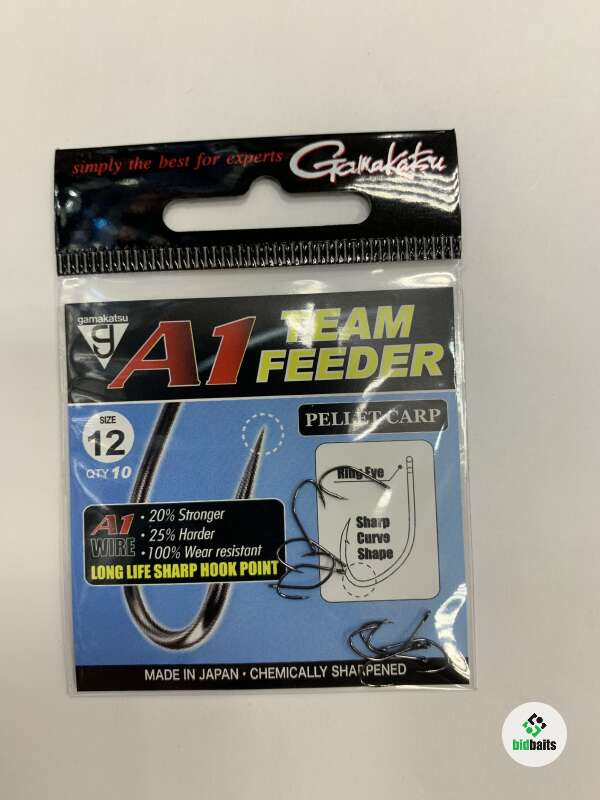 simply the best for experts Gamakatsu
gamakatsu
g
A1 TEAM
FEEDER
PELLET CARP
SIZE
12
QTY 10
Ring Eye
Sharp
Curve
Shape
A1
WIRE
• 20% Stronger
• 25% Harder
• 100% Wear resistant
LONG LIFE SHARP HOOK POINT
MADE IN JAPAN • CHEMICALLY SHARPENED
bidbaits